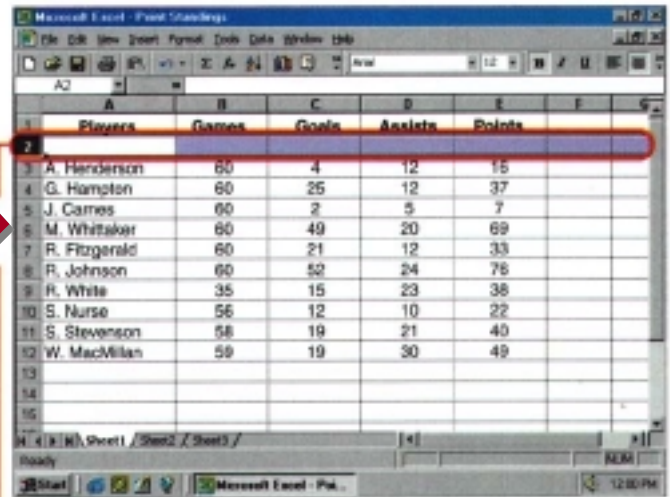 Microsoft Excel - Point Standings
File Edit View Insert Format Tools Data Window Help
Arial 12 B I U
A2 =
A B C D E F G
1 Players Games Goals Assists Points
2
3 A. Henderson 60 4 12 16
4 G. Hampton 60 25 12 37
5 J. Carnes 60 2 5 7
6 M. Whittaker 60 49 20 69
7 R. Fitzgerald 60 21 12 33
8 R. Johnson 60 52 24 76
9 R. White 35 15 23 38
10 S. Nurse 56 12 10 22
11 S. Stevenson 58 19 21 40
12 W. MacMillan 59 19 30 49
13
14
15
Sheet1 / Sheet2 / Sheet3 /
Ready NUM
Start Microsoft Excel - Poi... 12:00 PM